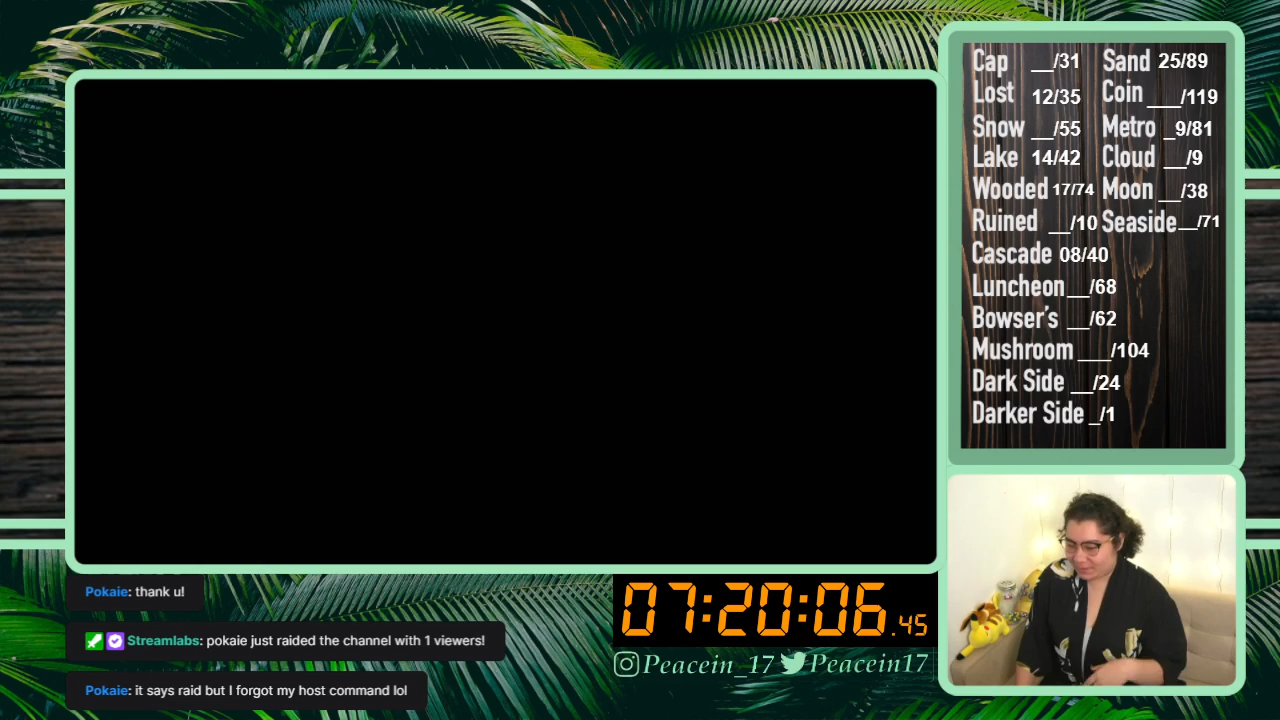 Cap __/31 Sand 25/89
Lost 12/35 Coin ___/119
Snow __/55 Metro _9/81
Lake 14/42 Cloud __/9
Wooded 17/74 Moon __/38
Ruined __/10 Seaside __/71
Cascade 08/40
Luncheon __/68
Bowser's __/62
Mushroom ___/104
Dark Side __/24
Darker Side _/1
Pokaie: thank u!
Streamlabs: pokaie just raided the channel with 1 viewers!
Pokaie: it says raid but I forgot my host command lol
07:20:06.45
Peacein_17 Peacein17